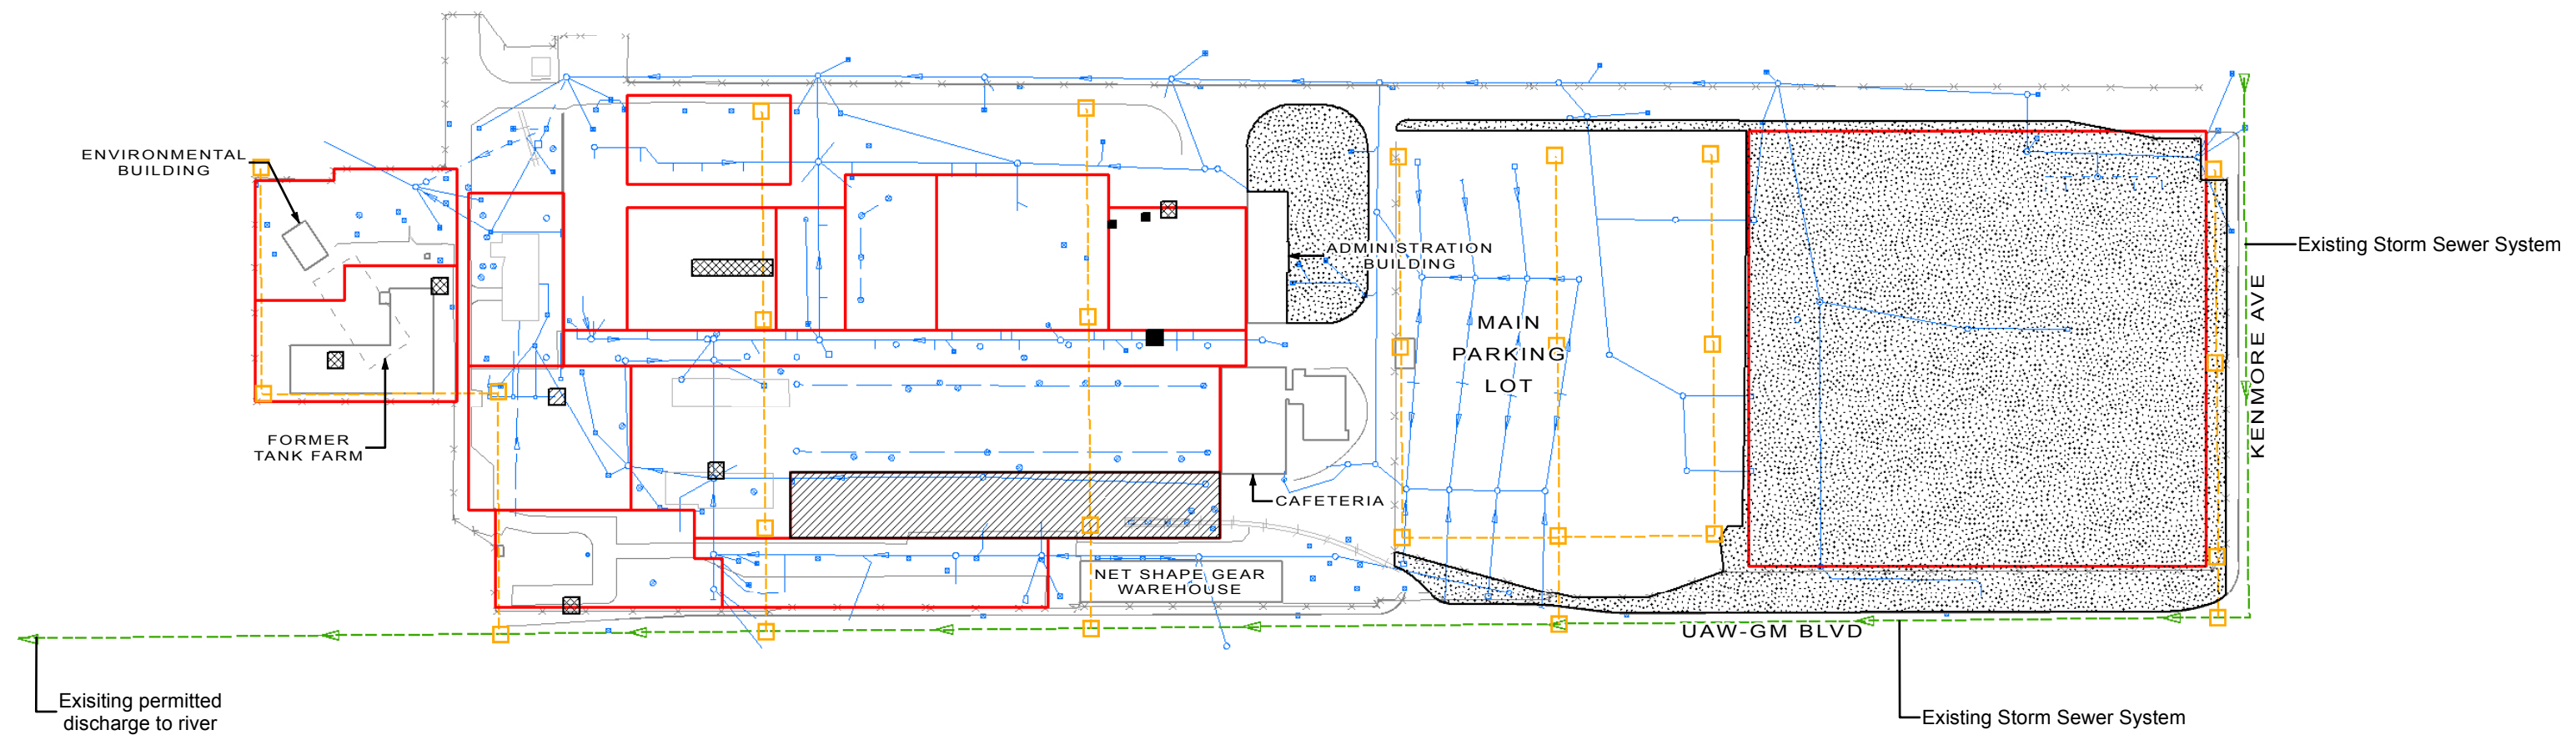 ENVIRONMENTAL
BUILDING
FORMER
TANK FARM
ADMINISTRATION
BUILDING
MAIN
PARKING
LOT
CAFETERIA
NET SHAPE GEAR
WAREHOUSE
Existing Storm Sewer System
KENMORE AVE
UAW-GM BLVD
Exisiting permitted
discharge to river
Existing Storm Sewer System